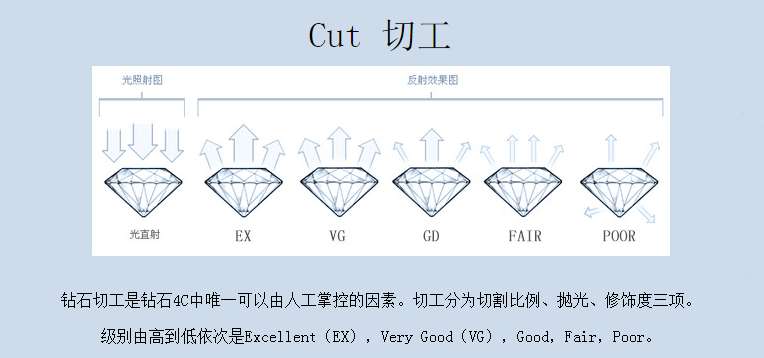 Cut 切工
光照射图 反射效果图
光直射 EX VG GD FAIR POOR
钻石切工是钻石4C中唯一可以由人工掌控的因素。切工分为切割比例、抛光、修饰度三项。
级别由高到低依次是Excellent（EX）, Very Good（VG）, Good, Fair, Poor。